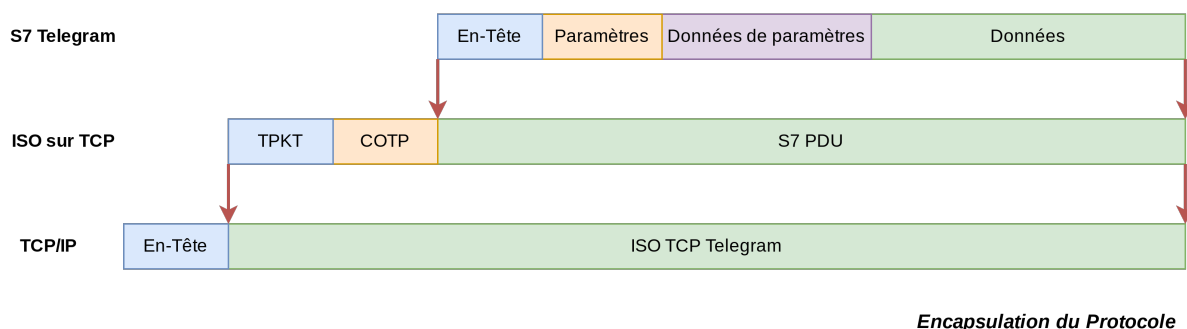 S7 Telegram En-Tête Paramètres Données de paramètres Données
ISO sur TCP TPKT COTP S7 PDU
TCP/IP En-Tête ISO TCP Telegram
Encapsulation du Protocole